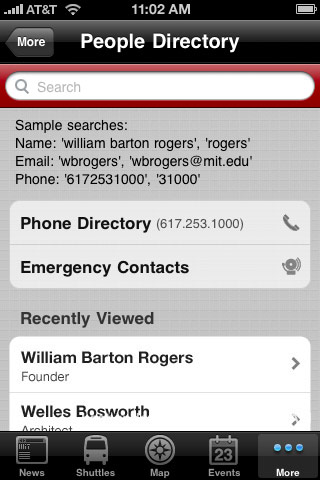 AT&T 11:02 AM
More People Directory
Search
Sample searches:
Name: 'william barton rogers', 'rogers'
Email: 'wbrogers', 'wbrogers@mit.edu'
Phone: '6172531000', '31000'
Phone Directory (617.253.1000)
Emergency Contacts
Recently Viewed
William Barton Rogers
Founder
Welles Bosworth
Architect
MIT 23
News Shuttles Map Events More